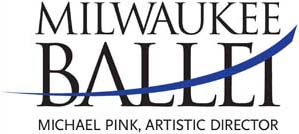 MILWAUKEE
BALLET
MICHAEL PINK, ARTISTIC DIRECTOR